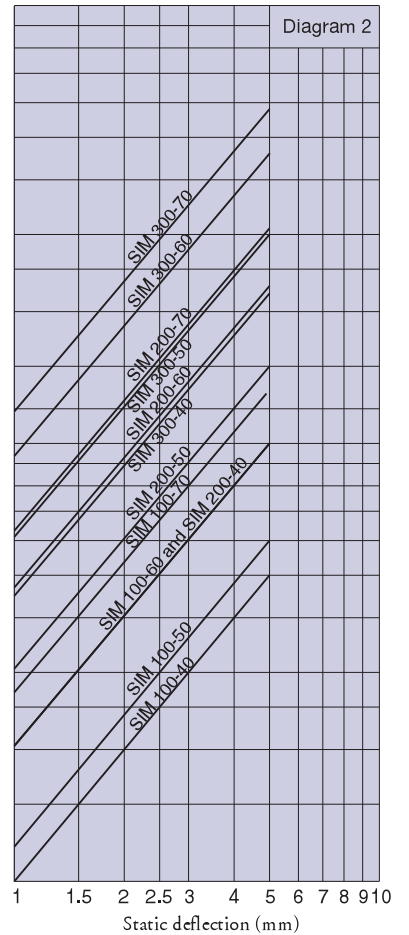 Diagram 2
SIM 300-70
SIM 300-60
SIM 200-70
SIM 300-50
SIM 200-60
SIM 300-40
SIM 200-50
SIM 100-70
SIM 100-60 and SIM 200-40
SIM 100-50
SIM 100-40
1 1.5 2 2.5 3 4 5 6 7 8 9 10
Static deflection (mm)